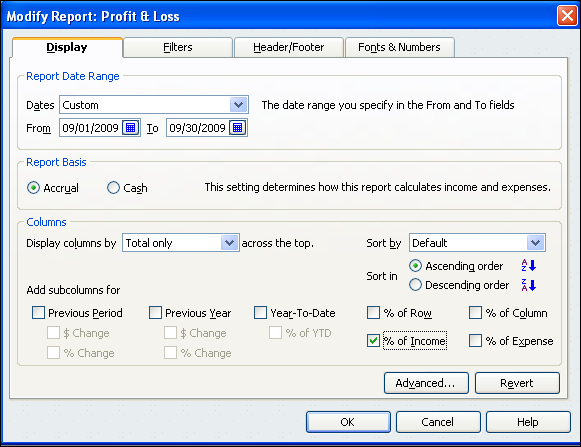 Modify Report: Profit & Loss
Display Filters Header/Footer Fonts & Numbers
Report Date Range
Dates Custom The date range you specify in the From and To fields
From 09/01/2009 To 09/30/2009
Report Basis
Accrual Cash This setting determines how this report calculates income and expenses.
Columns
Display columns by Total only across the top. Sort by Default
Sort in Ascending order A Z
Descending order Z A
Add subcolumns for
Previous Period Previous Year Year-To-Date % of Row % of Column
$ Change $ Change % of YTD % of Income % of Expense
% Change % Change
Advanced... Revert
OK Cancel Help